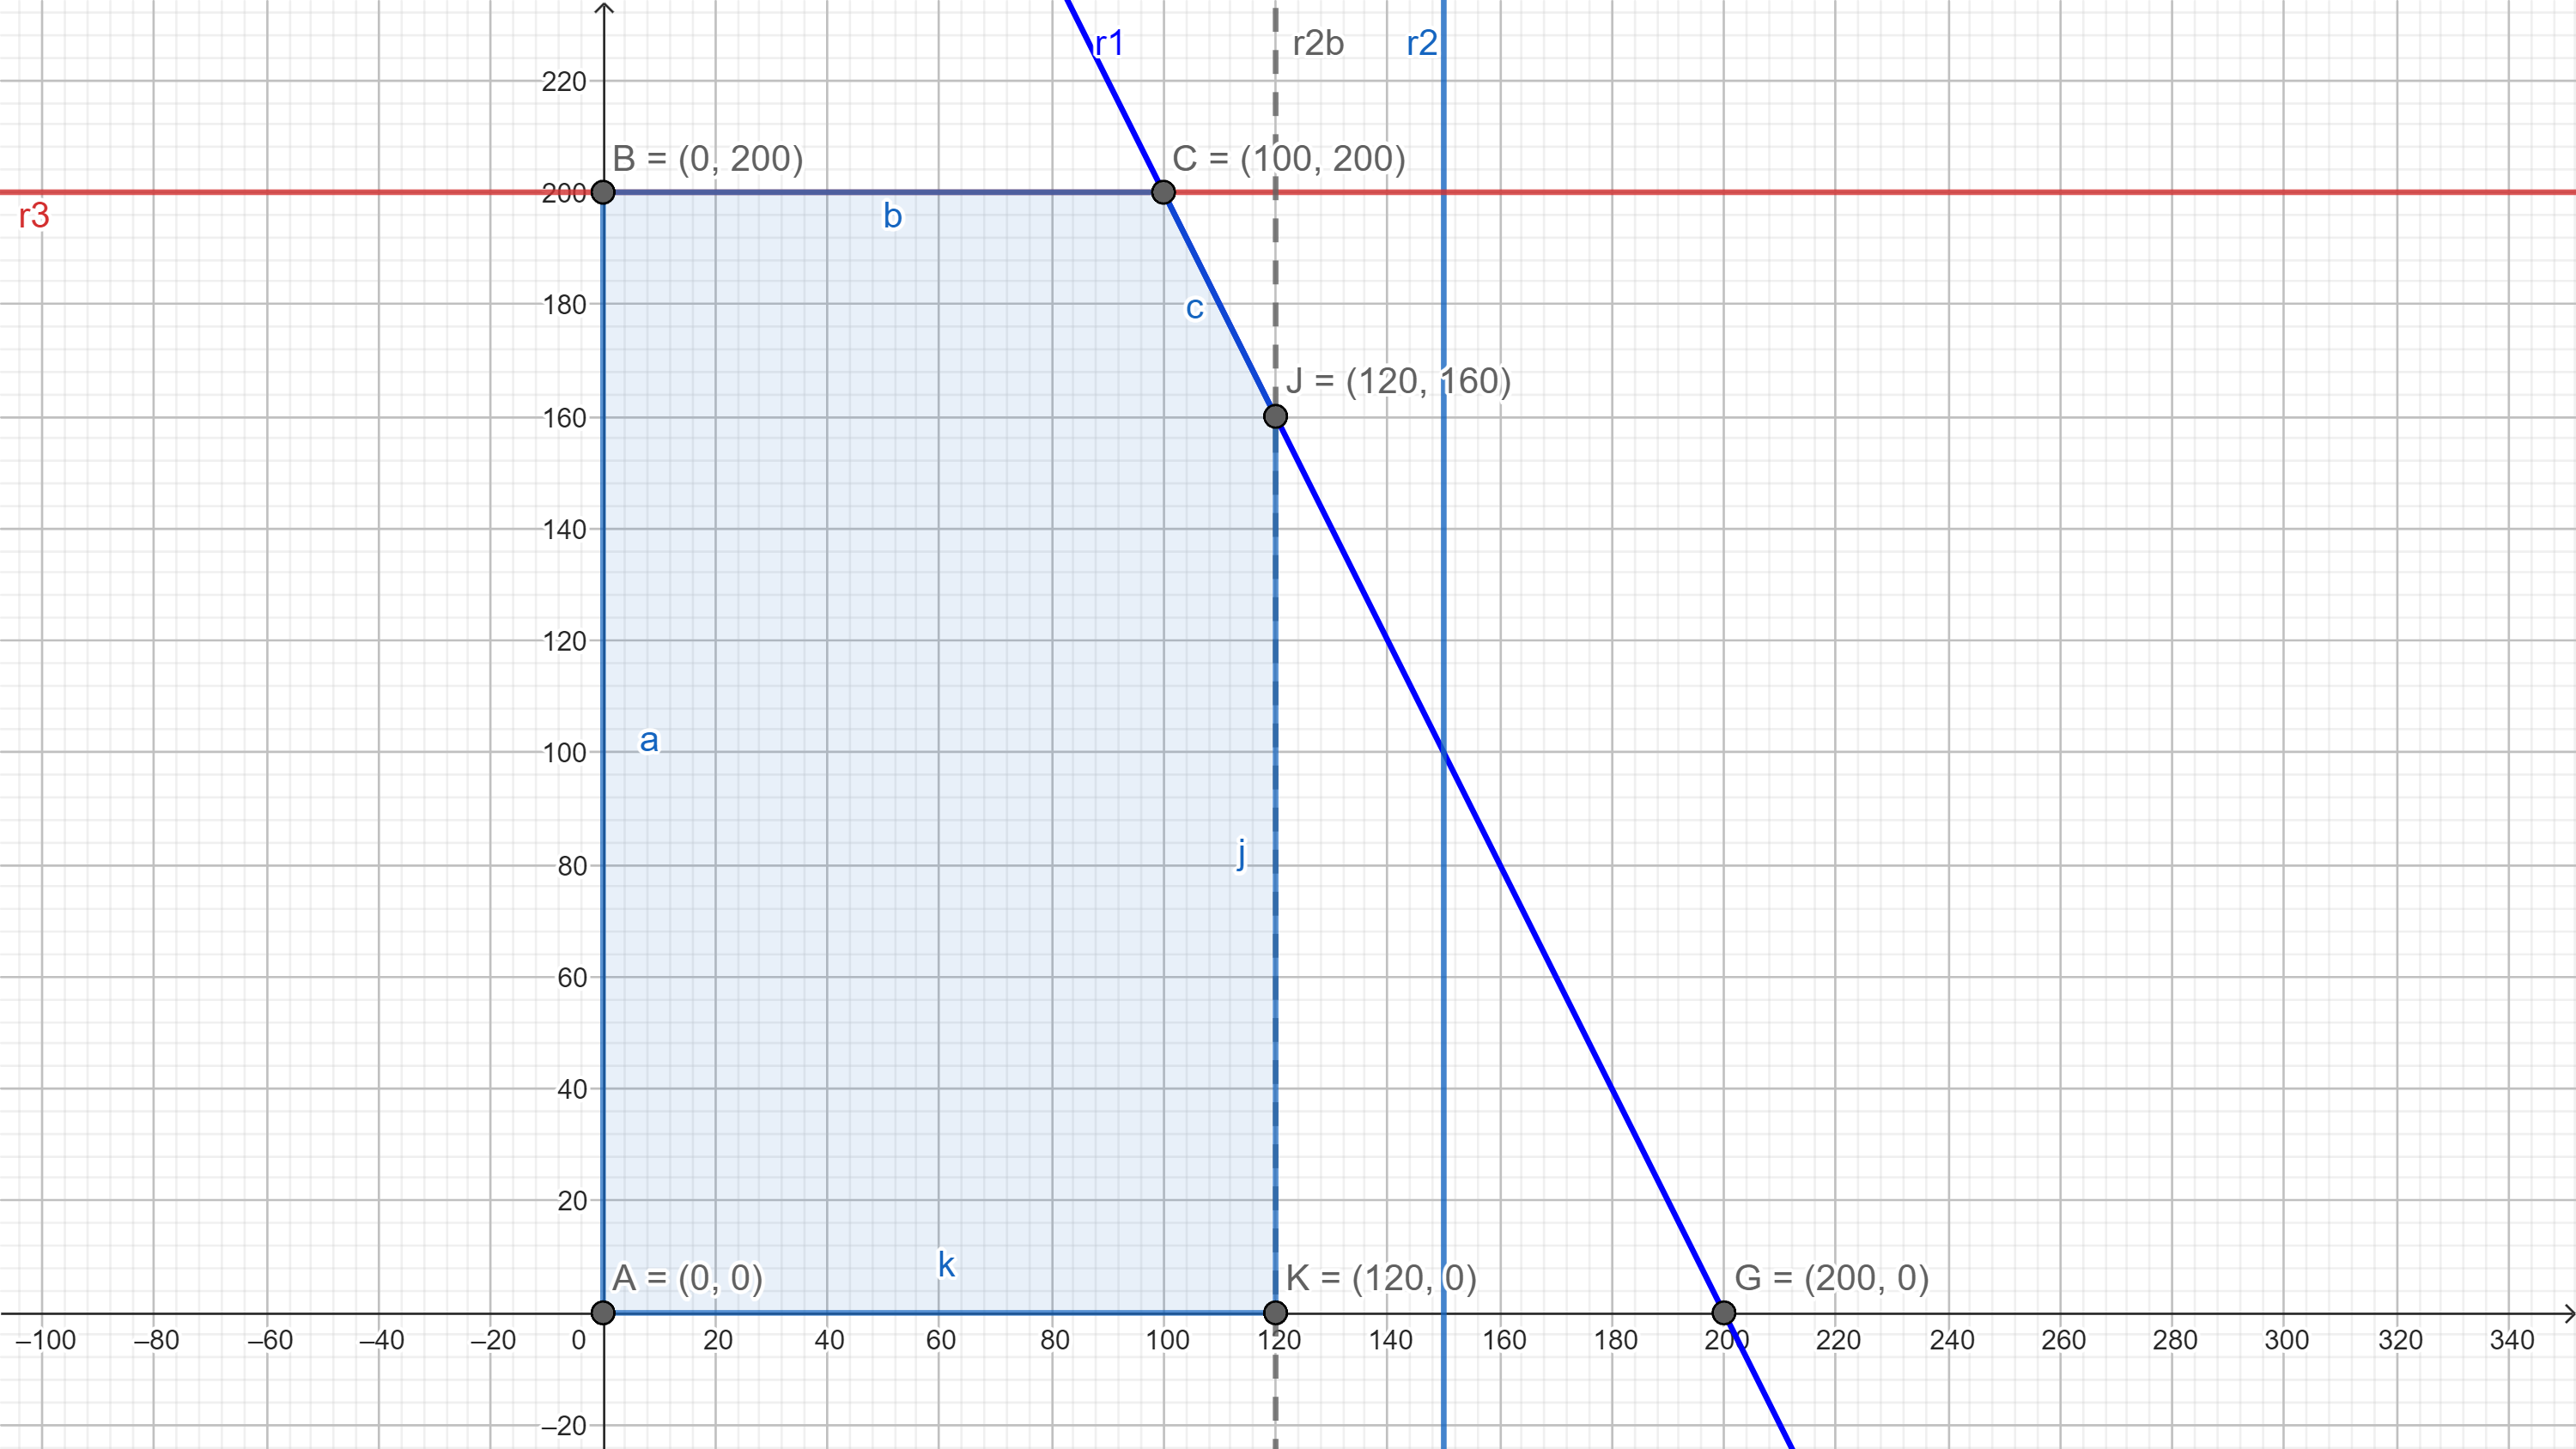 r1
r2b
r2
220
B = (0, 200)
C = (100, 200)
200
r3
b
180
c
J = (120, 160)
160
140
120
a
100
j
80
60
40
20
k
A = (0, 0)
K = (120, 0)
G = (200, 0)
–100 –80 –60 –40 –20 0 20 40 60 80 100 120 140 160 180 200 220 240 260 280 300 320 340
–20